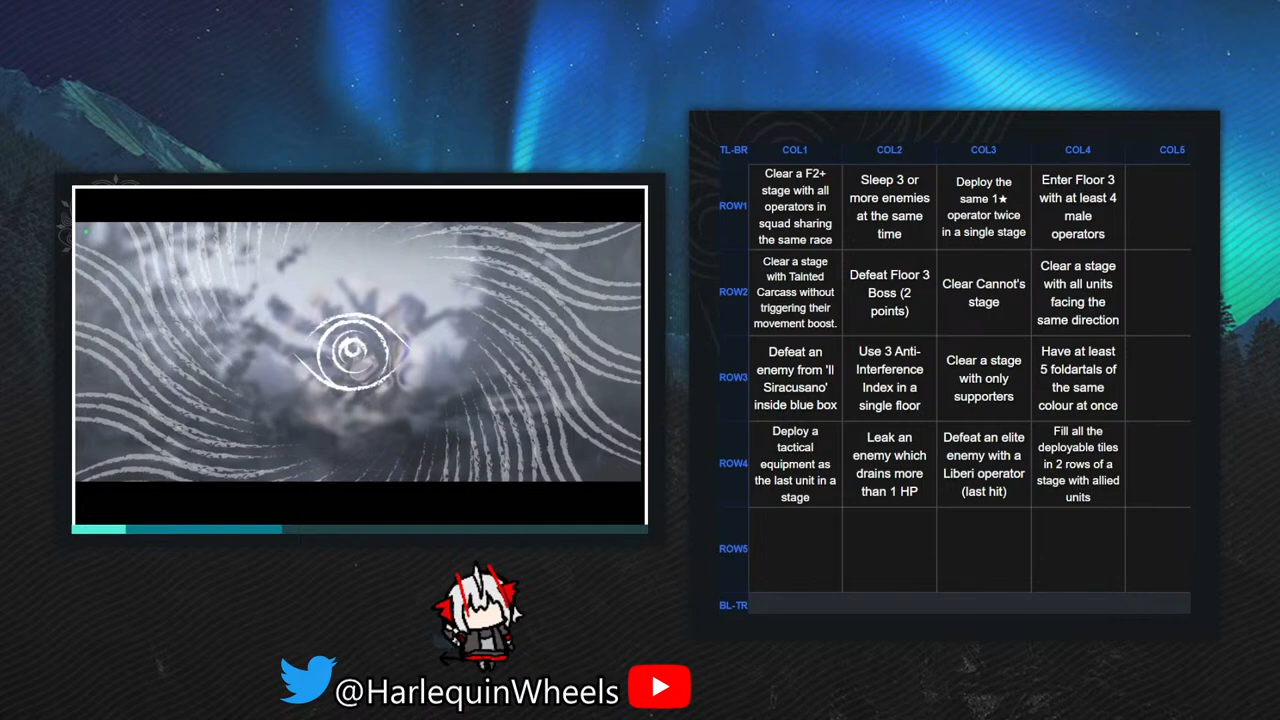 TL-BR COL1 COL2 COL3 COL4 COL5
ROW1
Clear a F2+
stage with all
operators in
squad sharing
the same race
Sleep 3 or
more enemies
at the same
time
Deploy the
same 1★
operator twice
in a single stage
Enter Floor 3
with at least 4
male
operators
ROW2
Clear a stage
with Tainted
Carcass without
triggering their
movement boost.
Defeat Floor 3
Boss (2
points)
Clear Cannot's
stage
Clear a stage
with all units
facing the
same direction
ROW3
Defeat an
enemy from 'Il
Siracusano'
inside blue box
Use 3 Anti-
Interference
Index in a
single floor
Clear a stage
with only
supporters
Have at least
5 foldartals of
the same
colour at once
ROW4
Deploy a
tactical
equipment as
the last unit in a
stage
Leak an
enemy which
drains more
than 1 HP
Defeat an elite
enemy with a
Liberi operator
(last hit)
Fill all the
deployable tiles
in 2 rows of a
stage with allied
units
ROW5
BL-TR
@HarlequinWheels